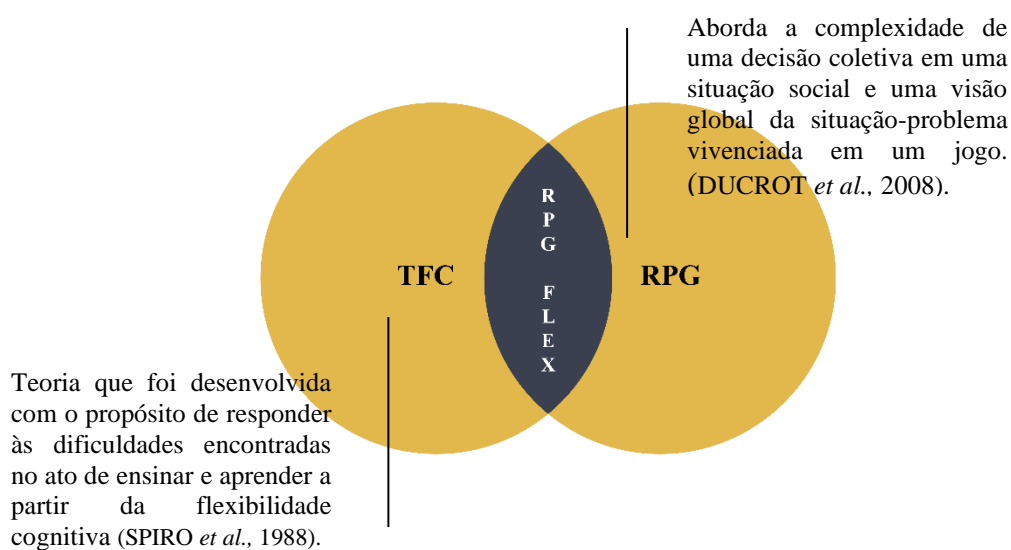 Aborda a complexidade de
uma decisão coletiva em uma
situação social e uma visão
global da situação-problema
vivenciada em um jogo.
(DUCROT et al., 2008).
TFC
RPG FLEX
RPG
Teoria que foi desenvolvida
com o propósito de responder
às dificuldades encontradas
no ato de ensinar e aprender a
partir da flexibilidade
cognitiva (SPIRO et al., 1988).